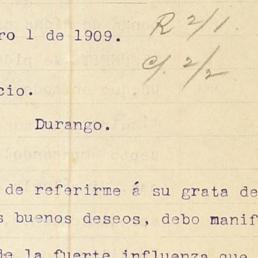 ro 1 de 1909.
R 2/1.
C/. 2/2
cio.
Durango.
de referirme á su grata de
s buenos deseos, debo manif
de la fuerte influenza que